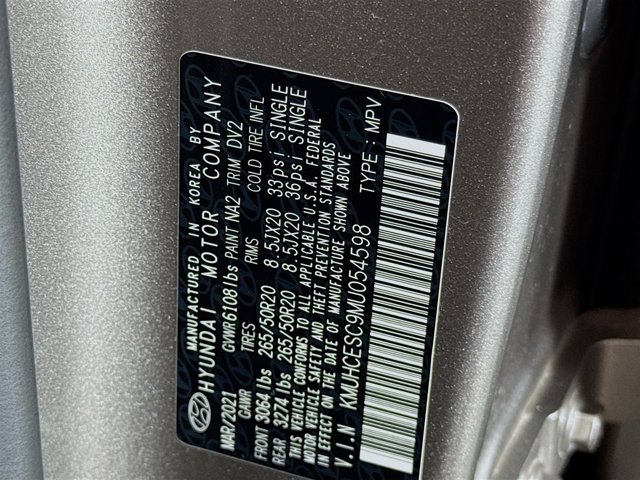 MANUFACTURED IN KOREA BY
HYUNDAI MOTOR COMPANY
MAR/2021 GVWR 6108 lbs PAINT NA2 TRIM DV2
GAWR TIRES RIMS COLD TIRE INFL
FRONT 3064 lbs 265/50R20 8.5JX20 33psi SINGLE
REAR 3274 lbs 265/50R20 8.5JX20 36psi SINGLE
THIS VEHICLE CONFORMS TO ALL APPLICABLE U.S.A. FEDERAL
MOTOR VEHICLE SAFETY AND THEFT PREVENTION STANDARDS
IN EFFECT ON THE DATE OF MANUFACTURE SHOWN ABOVE
V.I.N KMUHCESC9MU054598 TYPE : MPV